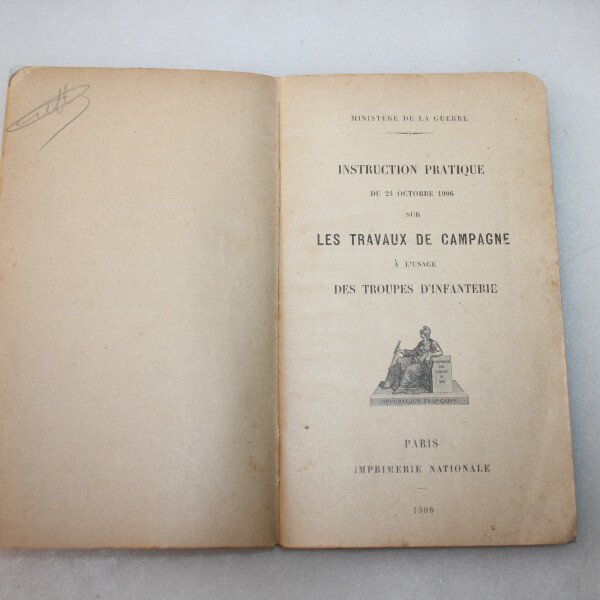 MINISTÈRE DE LA GUERRE
INSTRUCTION PRATIQUE
DU 24 OCTOBRE 1906
SUR
LES TRAVAUX DE CAMPAGNE
À L'USAGE
DES TROUPES D'INFANTERIE
RÉPUBLIQUE FRANÇAISE
PARIS
IMPRIMERIE NATIONALE
1906